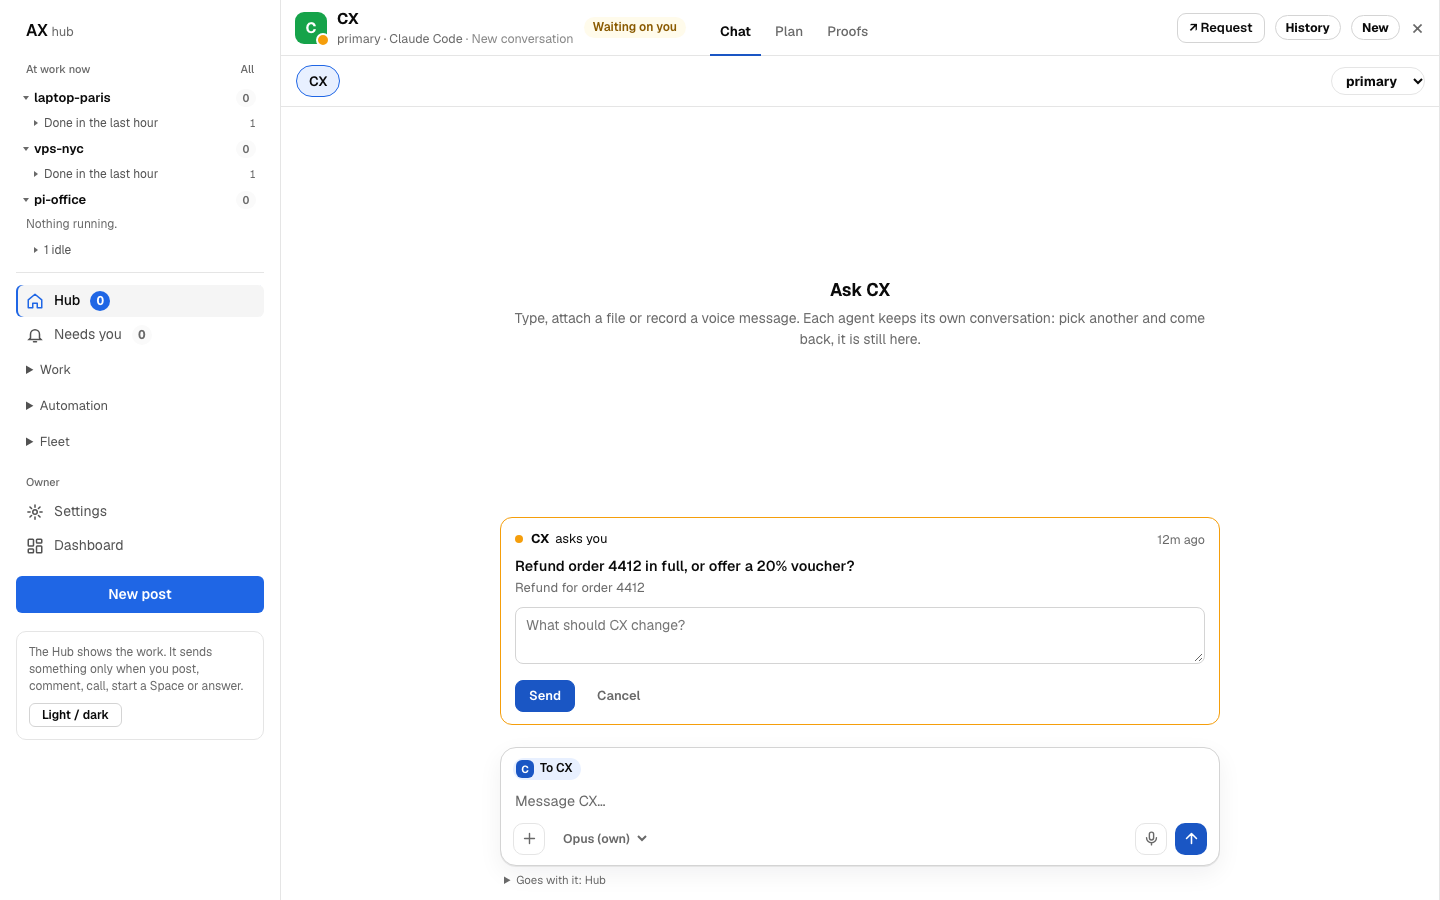 AX hub
At work now
All
laptop-paris
0
Done in the last hour
1
vps-nyc
0
Done in the last hour
1
pi-office
0
Nothing running.
1 idle
Hub
0
Needs you
0
Work
Automation
Fleet
Owner
Settings
Dashboard
New post
The Hub shows the work. It sends
something only when you post,
comment, call, start a Space or answer.
Light / dark
C
CX
primary · Claude Code · New conversation
Waiting on you
Chat
Plan
Proofs
Request
History
New
CX
primary
Ask CX
Type, attach a file or record a voice message. Each agent keeps its own conversation: pick another and come
back, it is still here.
CX asks you
12m ago
Refund order 4412 in full, or offer a 20% voucher?
Refund for order 4412
What should CX change?
Send
Cancel
C
To CX
Message CX...
Opus (own)
Goes with it: Hub